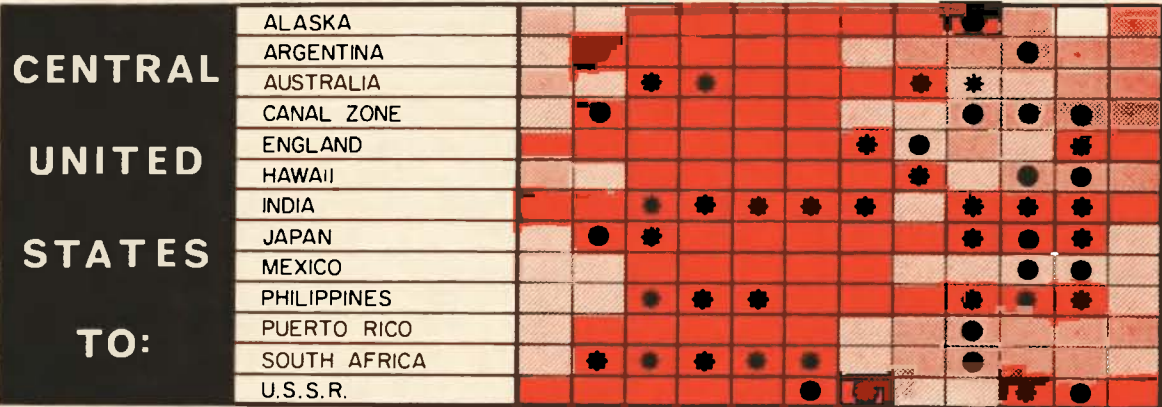 CENTRAL
UNITED
STATES
TO:
ALASKA
ARGENTINA
AUSTRALIA
CANAL ZONE
ENGLAND
HAWAII
INDIA
JAPAN
MEXICO
PHILIPPINES
PUERTO RICO
SOUTH AFRICA
U.S.S.R.